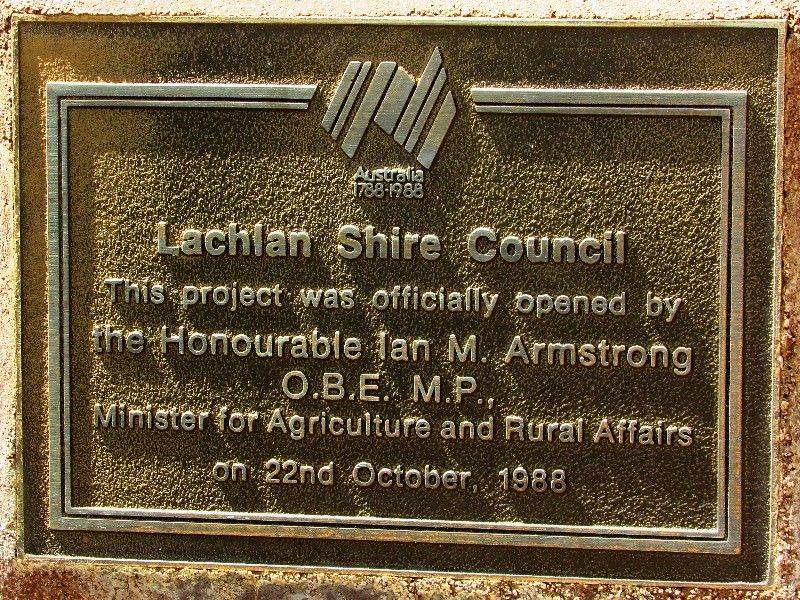 Australia
1788-1988
Lachlan Shire Council
This project was officially opened by
the Honourable Ian M. Armstrong
O.B.E. M.P.,
Minister for Agriculture and Rural Affairs
on 22nd October, 1988